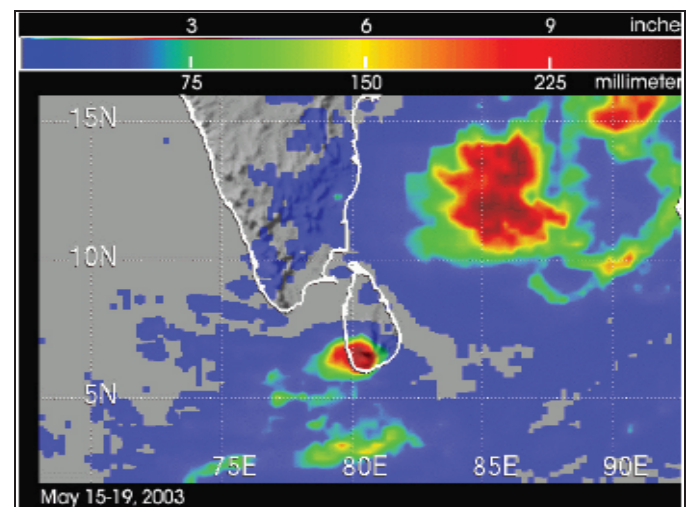 3 6 9 inche
75 150 225 millimeter
15N
10N
5N
75E 80E 85E 90E
May 15-19, 2003